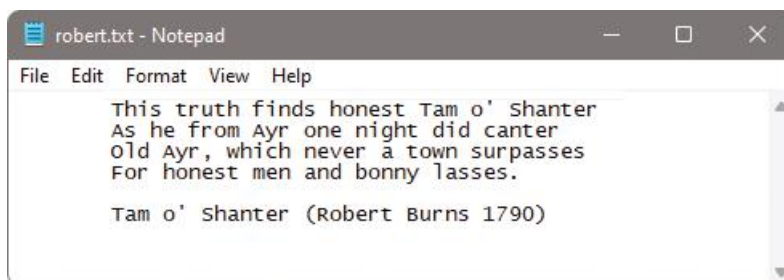 robert.txt - Notepad
File Edit Format View Help
This truth finds honest Tam o' Shanter
As he from Ayr one night did canter
Old Ayr, which never a town surpasses
For honest men and bonny lasses.
Tam o' Shanter (Robert Burns 1790)